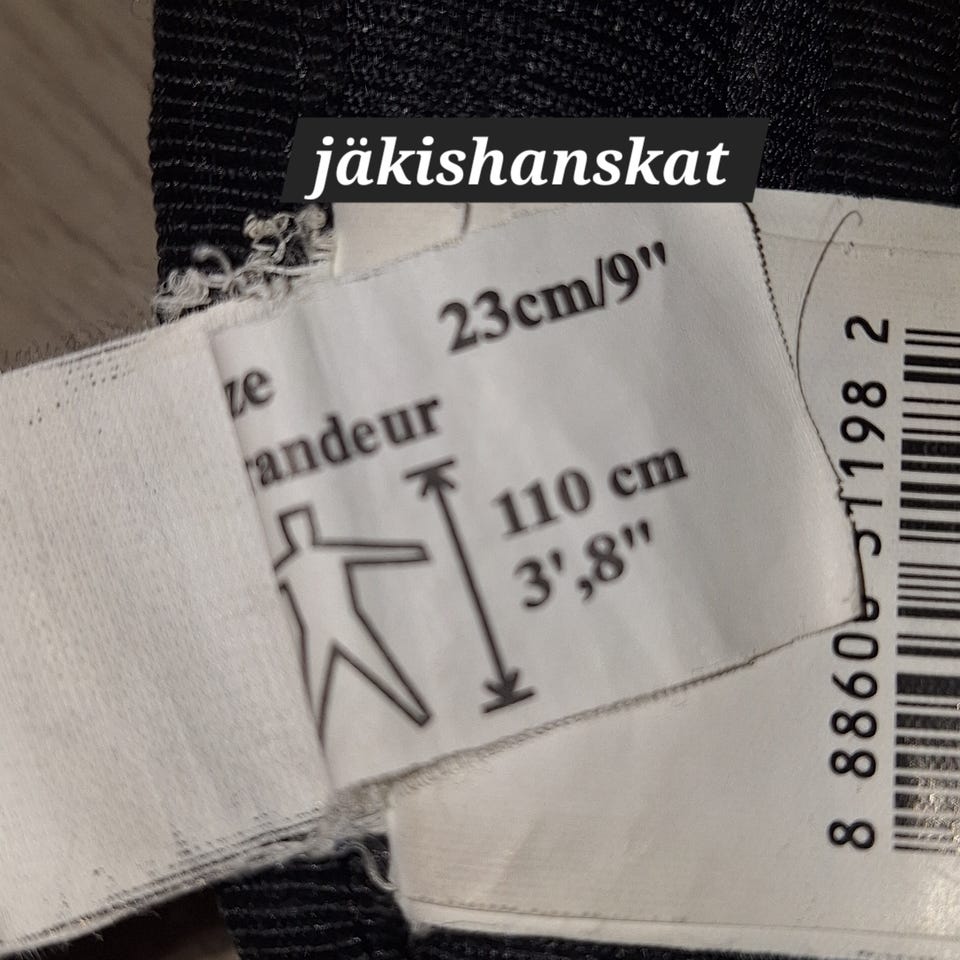 jäkishanskat
23cm/9"
ze
randeur
110 cm
3',8"